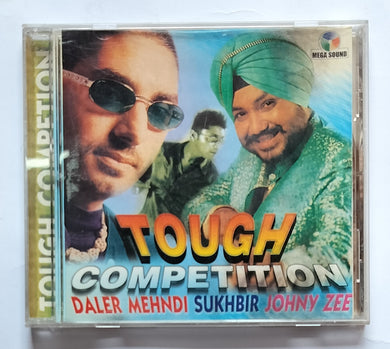 MEGA SOUND
TOUGH COMPETITION
TOUGH
COMPETITION
DALER MEHNDI SUKHBIR JOHNY ZEE